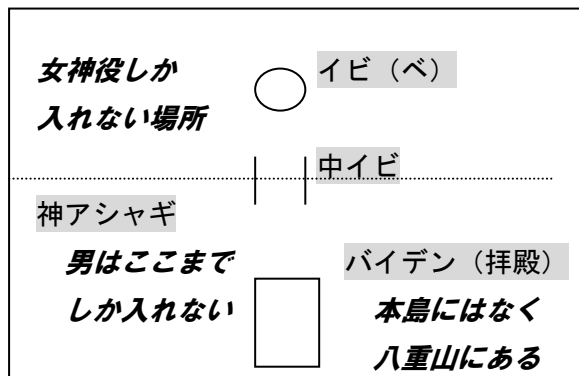 女神役しか
入れない場所
イビ（ベ）
中イビ
神アシャギ
男はここまで
しか入れない
バイデン（拝殿）
本島にはなく
八重山にある